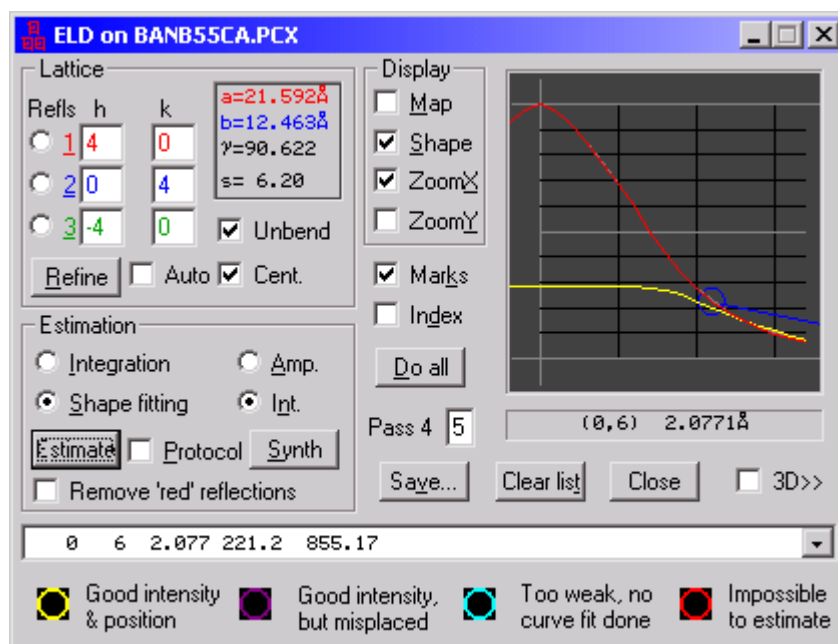 ELD on BANB55CA.PCX
Lattice
Refls h k
1 4 0
2 0 4
3 -4 0
a=21.592Å
b=12.463Å
γ=90.622
s= 6.20
Unbend
Refine Auto Cent.
Estimation
Integration Amp.
Shape fitting Int.
Estimate Protocol Synth
Remove 'red' reflections
Display
Map
Shape
ZoomX
ZoomY
Marks
Index
Do all
Pass 4 5
(0,6) 2.0771Å
Save... Clear list Close 3D>>
0 6 2.077 221.2 855.17
Good intensity
& position
Good intensity,
but misplaced
Too weak, no
curve fit done
Impossible
to estimate